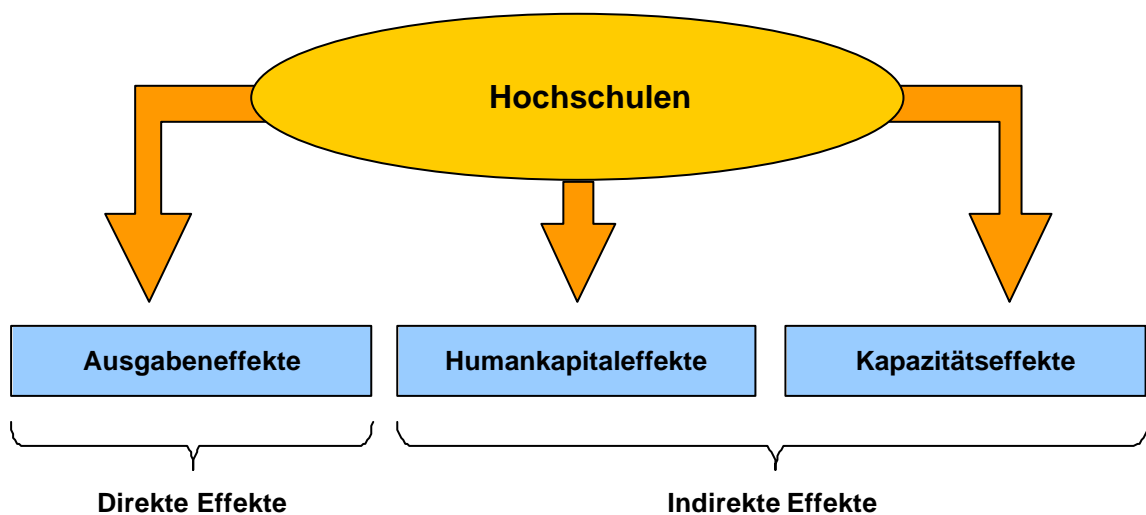 Hochschulen
Ausgabeneffekte
Humankapitaleffekte
Kapazitätseffekte
Direkte Effekte
Indirekte Effekte